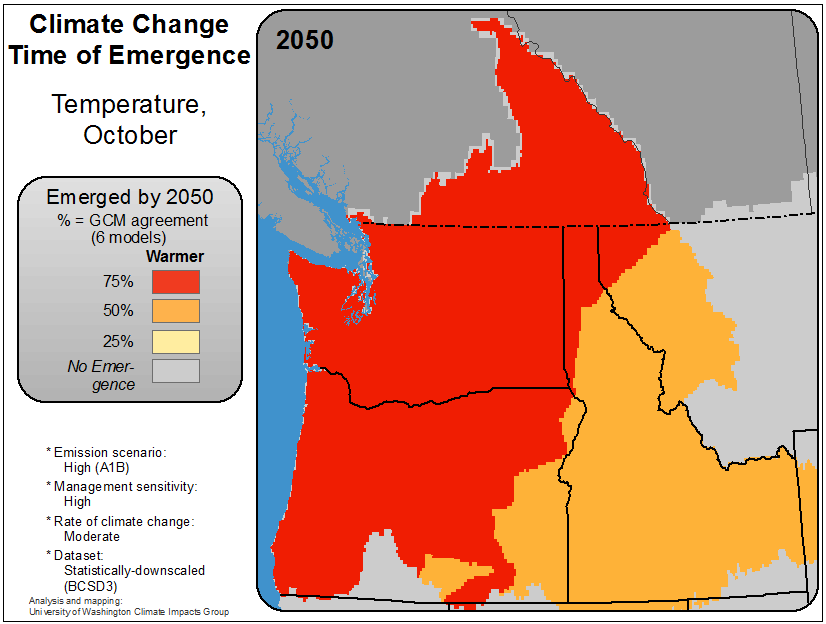 Climate Change
Time of Emergence
Temperature,
October
Emerged by 2050
% = GCM agreement
(6 models)
Warmer
75%
50%
25%
No Emer-
gence
* Emission scenario:
High (A1B)
* Management sensitivity:
High
* Rate of climate change:
Moderate
* Dataset:
Statistically-downscaled
(BCSD3)
Analysis and mapping:
University of Washington Climate Impacts Group
2050